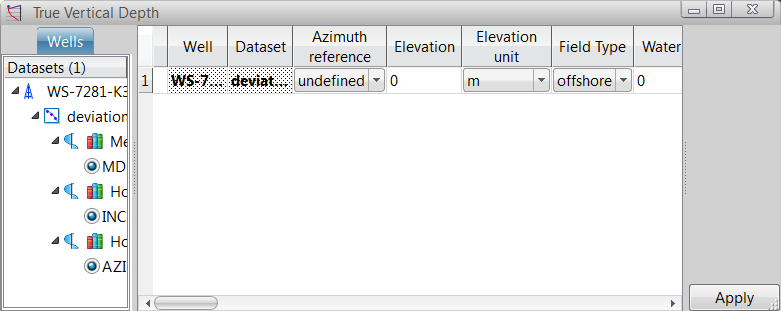 True Vertical Depth
Wells
Datasets (1)
WS-7281-K3
deviation
Me
MD
Ho
INC
Ho
AZI
Well
Dataset
Azimuth
reference
Elevation
Elevation
unit
Field Type
Water
1
WS-7...
deviat...
undefined
0
m
offshore
0
Apply